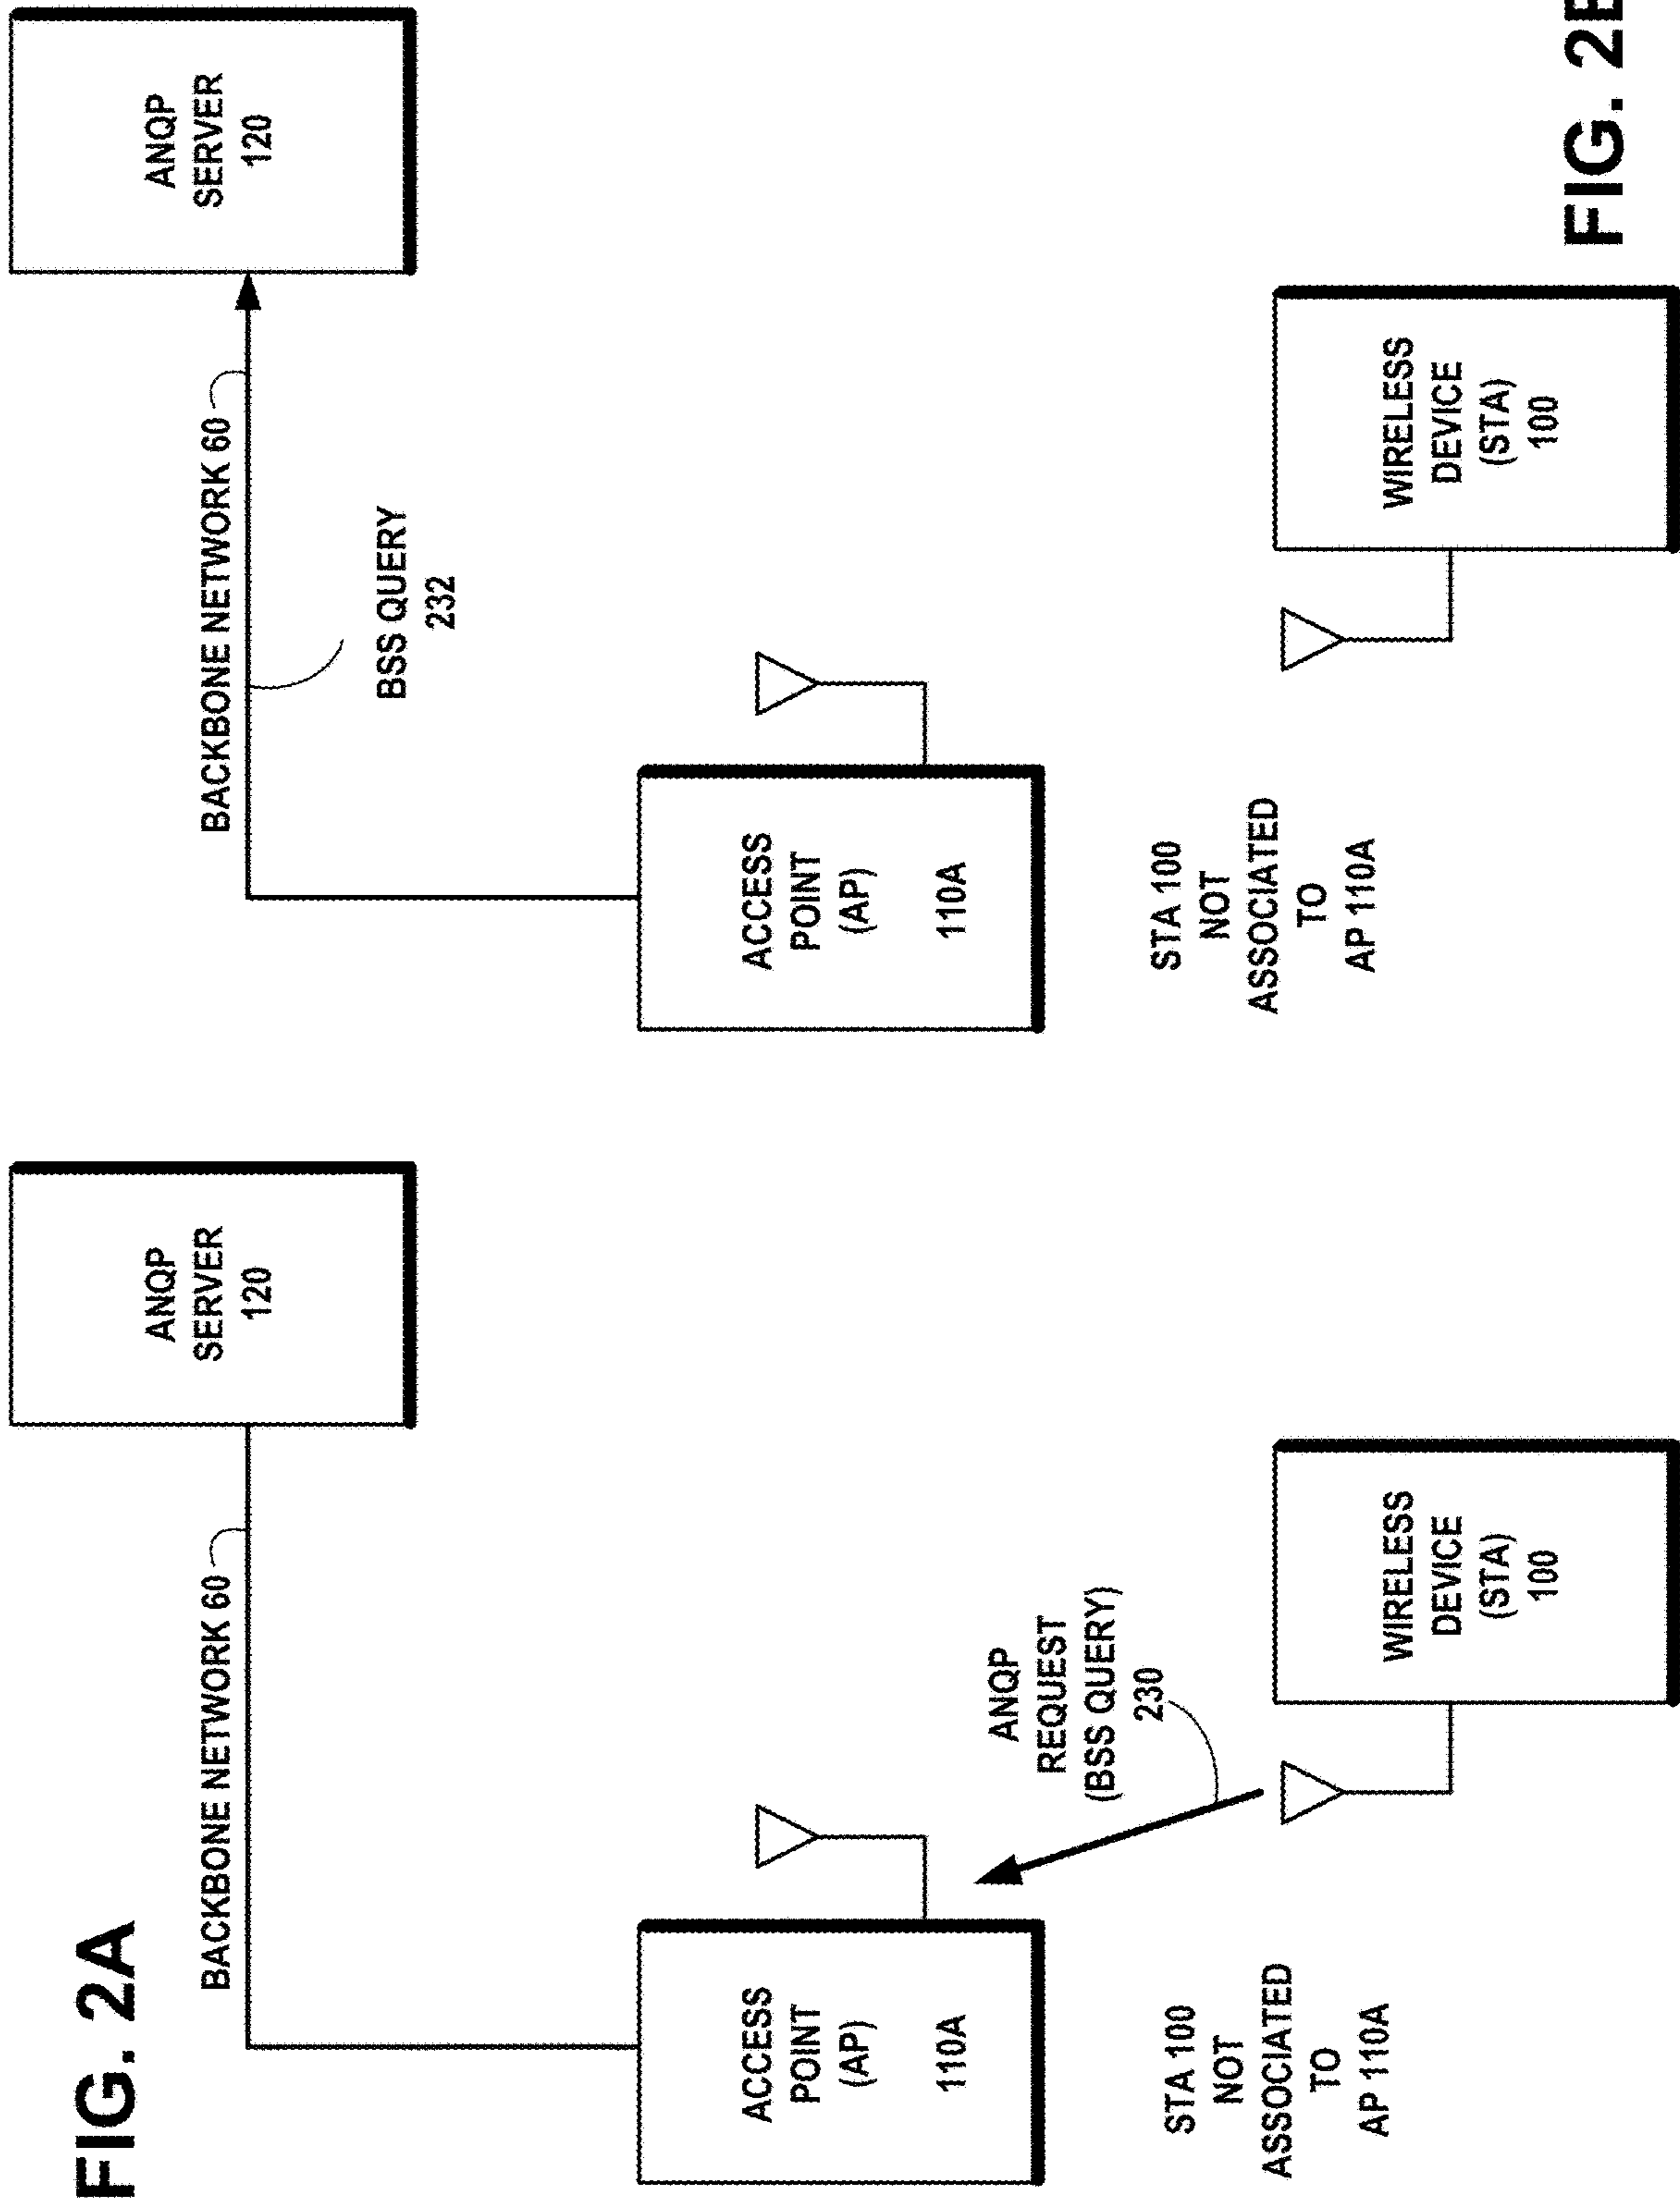 FIG. 2A
BACKBONE NETWORK 60
ANQP
SERVER
120
ACCESS
POINT
(AP)
110A
ANQP
REQUEST
(BSS QUERY)
230
STA 100
NOT
ASSOCIATED
TO
AP 110A
WIRELESS
DEVICE
(STA)
100
BACKBONE NETWORK 60
ANQP
SERVER
120
BSS QUERY
232
ACCESS
POINT
(AP)
110A
STA 100
NOT
ASSOCIATED
TO
AP 110A
WIRELESS
DEVICE
(STA)
100
FIG. 2B